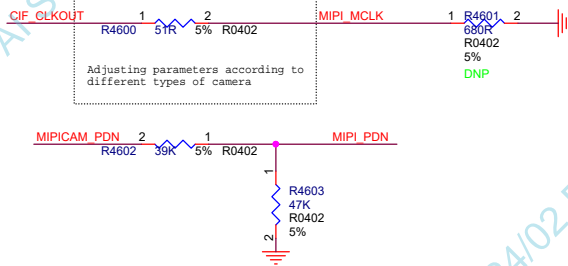 CIF_CLKOUT 1 2 MIPI_MCLK 1 R4601 2
R4600 51R 5% R0402 680R
R0402
5%
DNP
Adjusting parameters according to
different types of camera
MIPICAM_PDN 2 1 MIPI_PDN
R4602 39K 5% R0402
1
R4603
47K
R0402
5%
2